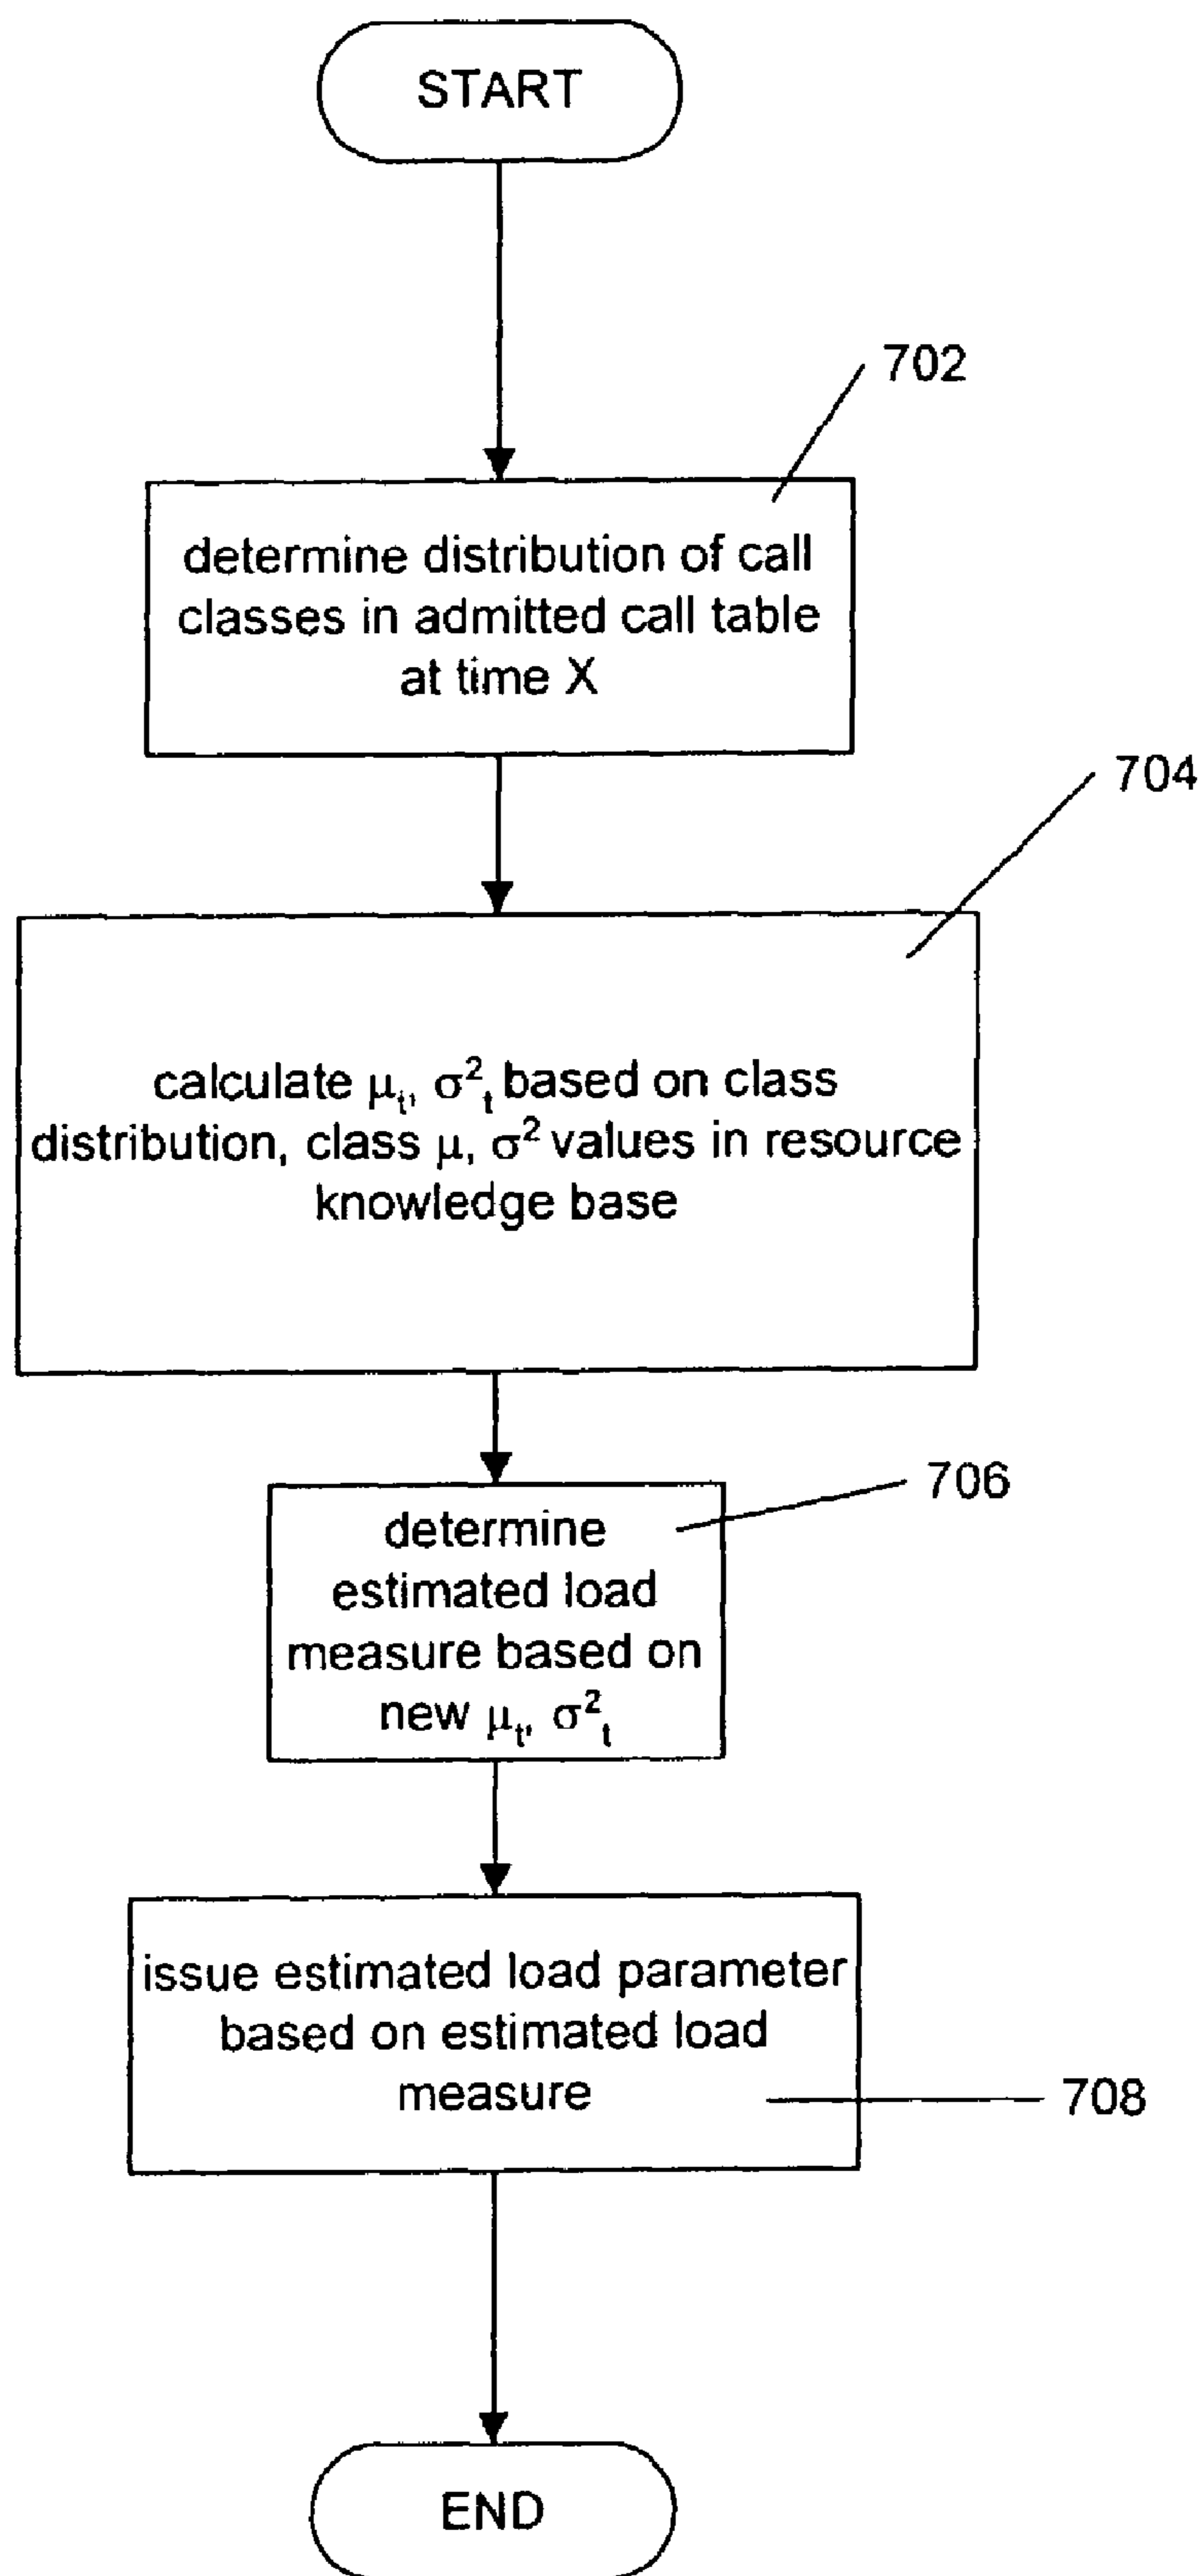 START
702
determine distribution of call
classes in admitted call table
at time X
704
calculate μt, σ²t based on class
distribution, class μ, σ² values in resource
knowledge base
706
determine
estimated load
measure based on
new μt, σ²t
issue estimated load parameter
based on estimated load
measure
708
END